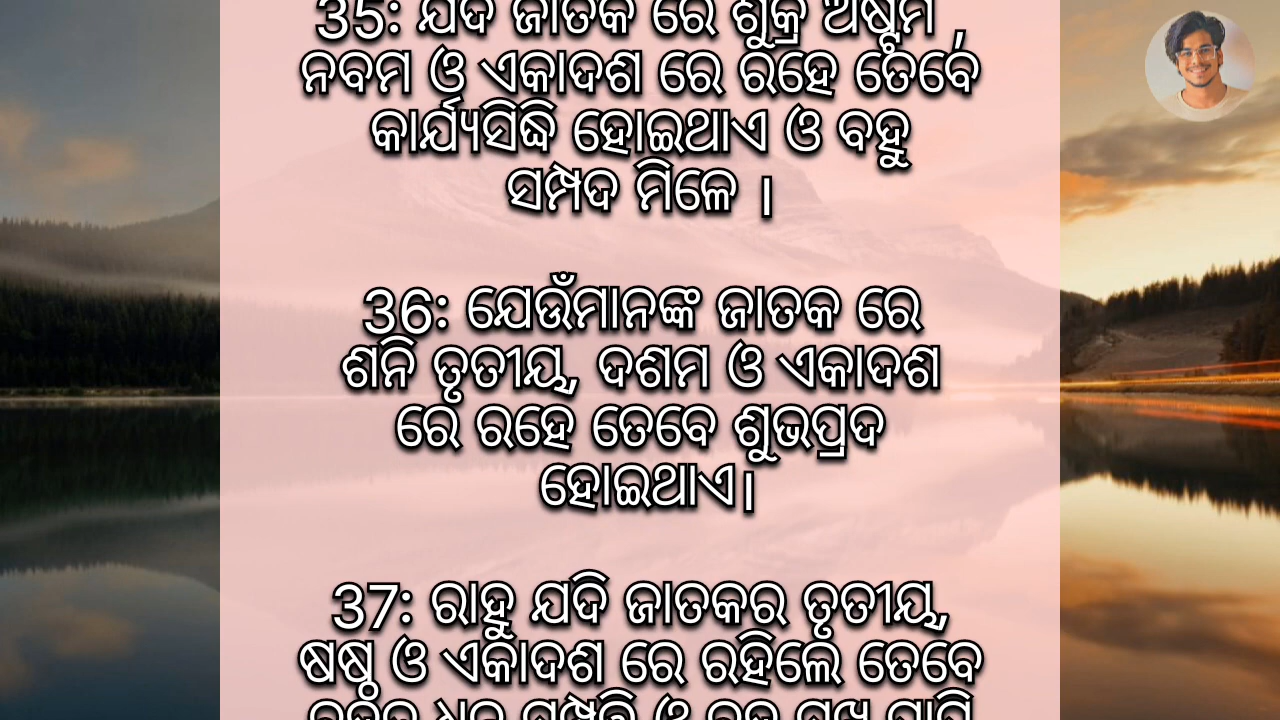 35: ଯଦି ଜାତକ ରେ ଶୁକ୍ର ଅଷ୍ଟମ ,
ନବମ ଓ ଏକାଦଶ ରେ ରହେ ତେବେ
କାର୍ଯ୍ୟସିଦ୍ଧି ହୋଇଥାଏ ଓ ବହୁ
ସମ୍ପଦ ମିଳେ ।
36: ଯେଉଁମାନଙ୍କ ଜାତକ ରେ
ଶନି ତୃତୀୟ, ଦଶମ ଓ ଏକାଦଶ
ରେ ରହେ ତେବେ ଶୁଭପ୍ରଦ
ହୋଇଥାଏ।
37: ରାହୁ ଯଦି ଜାତକର ତୃତୀୟ,
ଷଷ୍ଠ ଓ ଏକାଦଶ ରେ ରହିଲେ ତେବେ